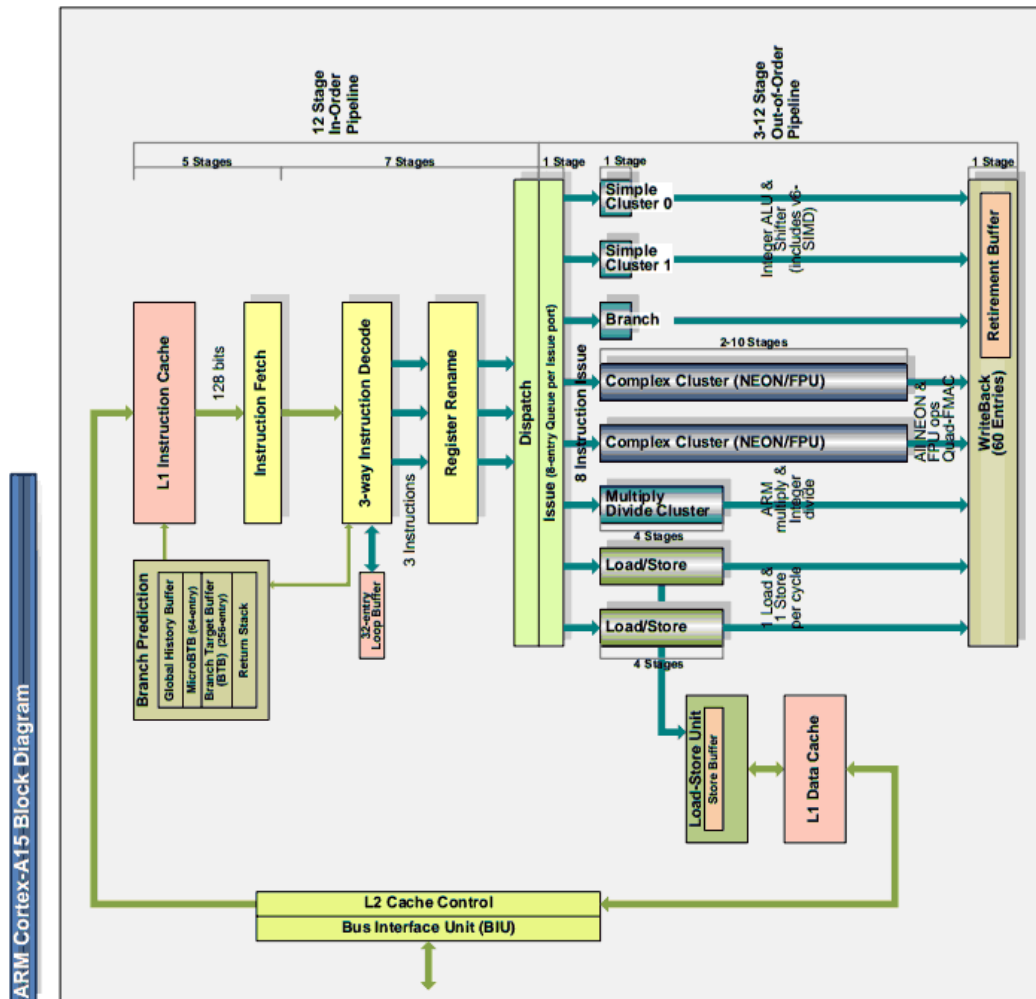 ARM Cortex-A15 Block Diagram
12 Stage
In-Order
Pipeline
3-12 Stage
Out-of-Order
Pipeline
5 Stages
7 Stages
1 Stage
1 Stage
1 Stage
L1 Instruction Cache
128 bits
Instruction Fetch
3-way Instruction Decode
3 Instructions
Register Rename
Dispatch
Issue (8-entry Queue per Issue port)
8 Instruction Issue
Simple
Cluster 0
Simple
Cluster 1
Integer ALU &
Shifter
(includes v6-
SIMD)
Branch
2-10 Stages
Complex Cluster (NEON/FPU)
Complex Cluster (NEON/FPU)
All NEON &
FPU ops
Quad-FMAC
Multiply
Divide Cluster
ARM
multiply &
Integer
divide
4 Stages
Load/Store
Load/Store
1 Load &
1 Store
per cycle
4 Stages
WriteBack
(60 Entries)
Retirement Buffer
Branch Prediction
Global History Buffer
MicroBTB (64-entry)
Branch Target Buffer
(BTB) (256-entry)
Return Stack
32-entry
Loop Buffer
Load-Store Unit
Store Buffer
L1 Data Cache
L2 Cache Control
Bus Interface Unit (BIU)